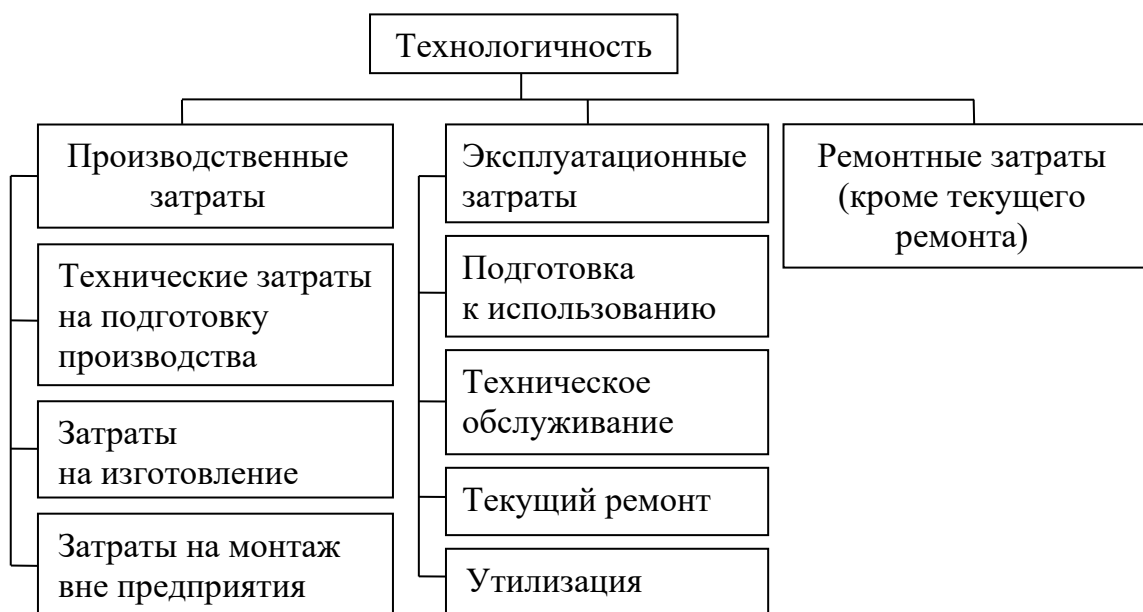 Технологичность
Производственные
затраты
Технические затраты
на подготовку
производства
Затраты
на изготовление
Затраты на монтаж
вне предприятия
Эксплуатационные
затраты
Подготовка
к использованию
Техническое
обслуживание
Текущий ремонт
Утилизация
Ремонтные затраты
(кроме текущего
ремонта)